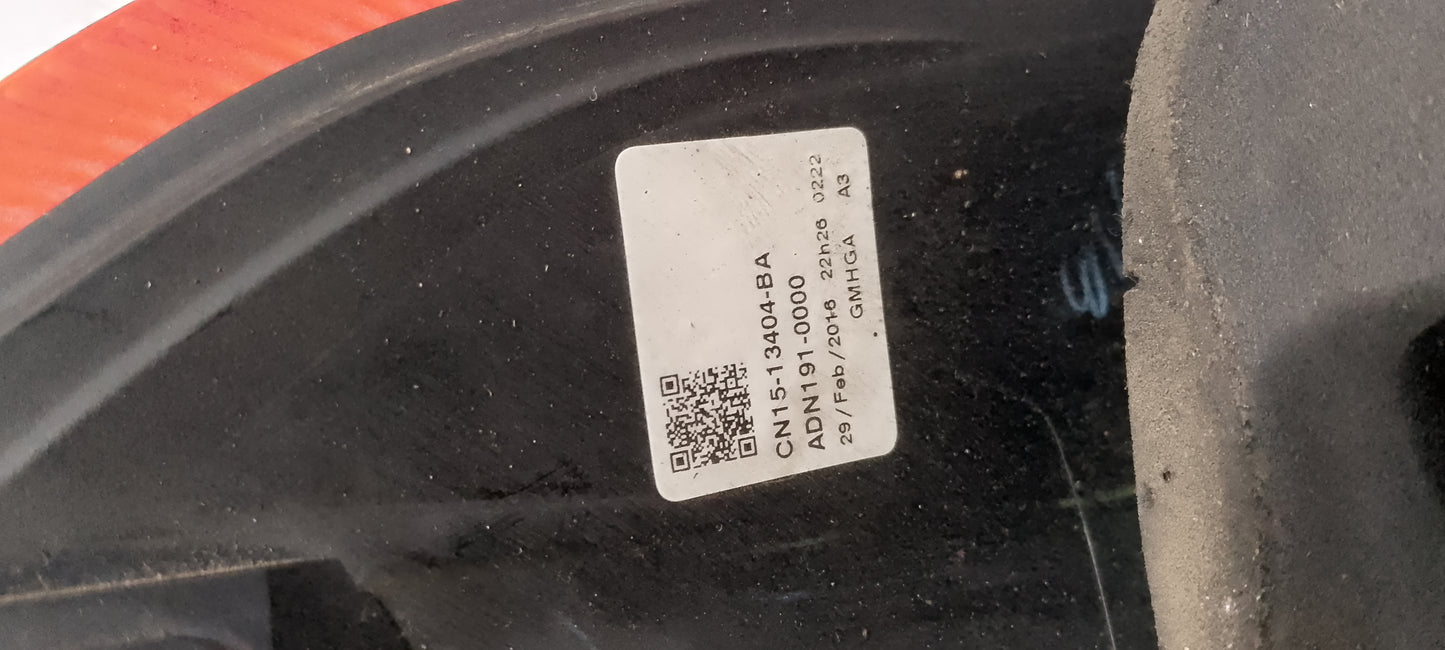 CN15-13404-BA
ADN191-0000
29/Feb/2016 22h26 0222
GMHGA A3